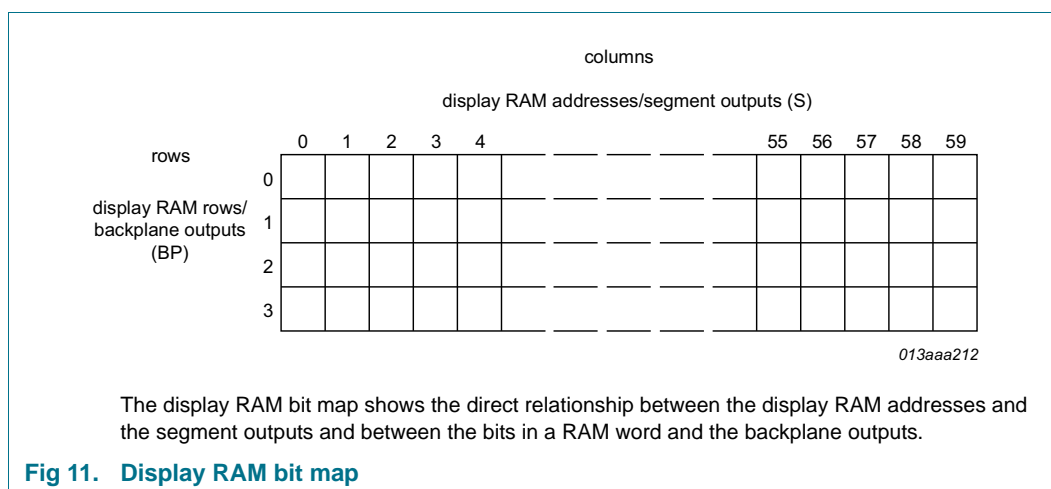 columns
display RAM addresses/segment outputs (S)
0 1 2 3 4 55 56 57 58 59
rows
0
display RAM rows/
1
backplane outputs
(BP)
2
3
013aaa212
The display RAM bit map shows the direct relationship between the display RAM addresses and
the segment outputs and between the bits in a RAM word and the backplane outputs.
Fig 11. Display RAM bit map